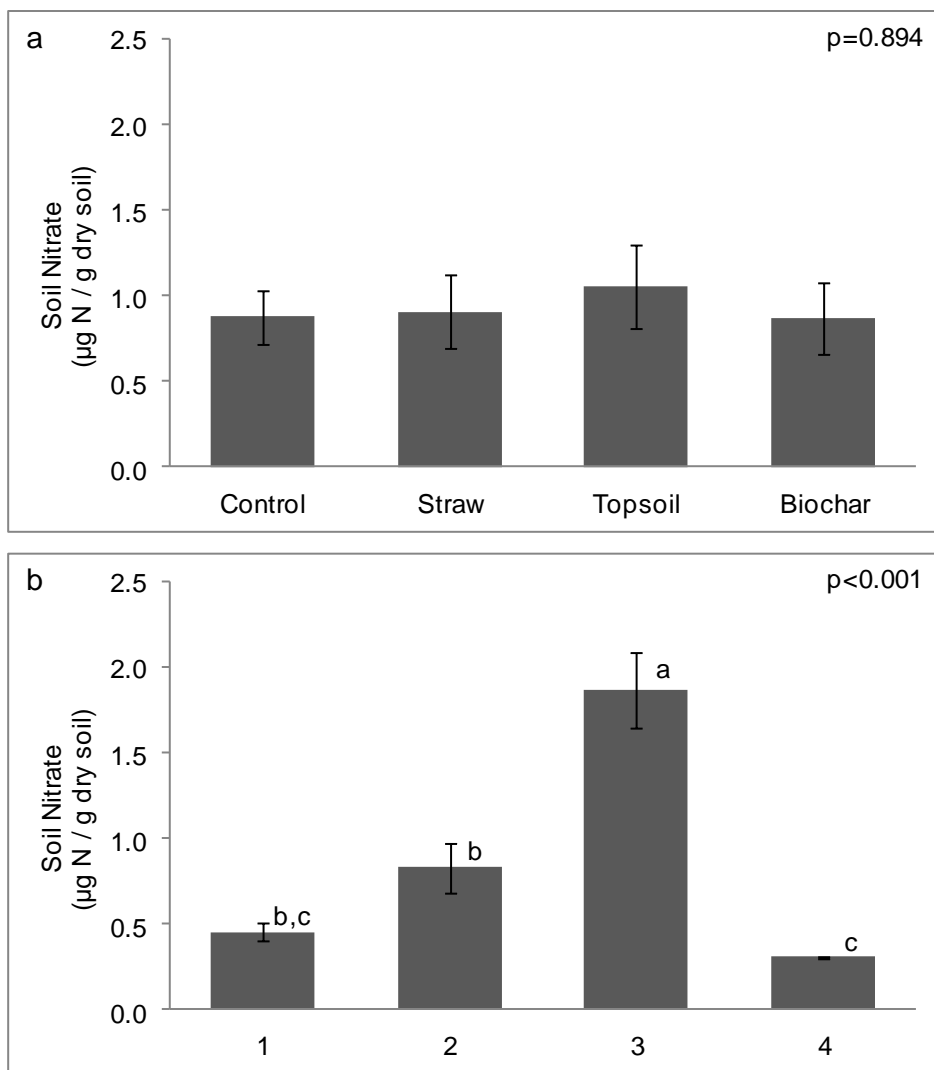 a
p=0.894
2.5
2.0
1.5
1.0
0.5
0.0
Soil Nitrate
(µg N / g dry soil)
Control Straw Topsoil Biochar
b
p<0.001
2.5
2.0
1.5
1.0
0.5
0.0
Soil Nitrate
(µg N / g dry soil)
b,c
b
a
c
1 2 3 4